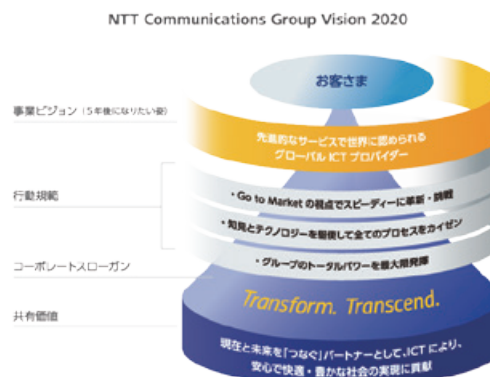 NTT Communications Group Vision 2020
お客さま
事業ビジョン（5年後になりたい姿）
先進的なサービスで世界に認められる
グローバル ICT プロバイダー
行動規範
・Go to Market の視点でスピーディーに革新・挑戦
・知見とテクノロジーを駆使して全てのプロセスをカイゼン
・グループのトータルパワーを最大限発揮
コーポレートスローガン
Transform. Transcend.
共有価値
現在と未来を「つなぐ」パートナーとして、ICT により、
安心で快適・豊かな社会の実現に貢献